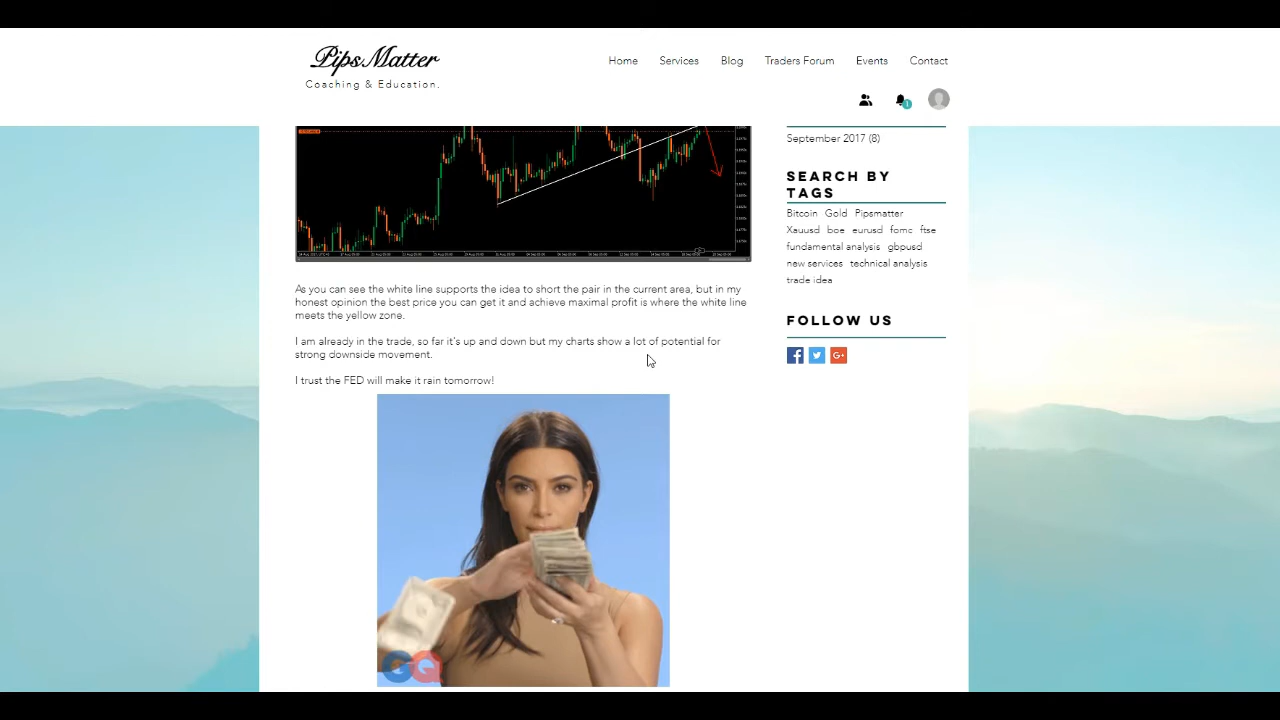 PipsMatter
Coaching & Education.
Home Services Blog Traders Forum Events Contact
1
September 2017 (8)
SEARCH BY
TAGS
Bitcoin Gold Pipsmatter
Xauusd boe eurusd fomc ftse
fundamental analysis gbpusd
new services technical analysis
trade idea
FOLLOW US
As you can see the white line supports the idea to short the pair in the current area, but in my
honest opinion the best price you can get it and achieve maximal profit is where the white line
meets the yellow zone.
I am already in the trade, so far it's up and down but my charts show a lot of potential for
strong downside movement.
I trust the FED will make it rain tomorrow!
GQ